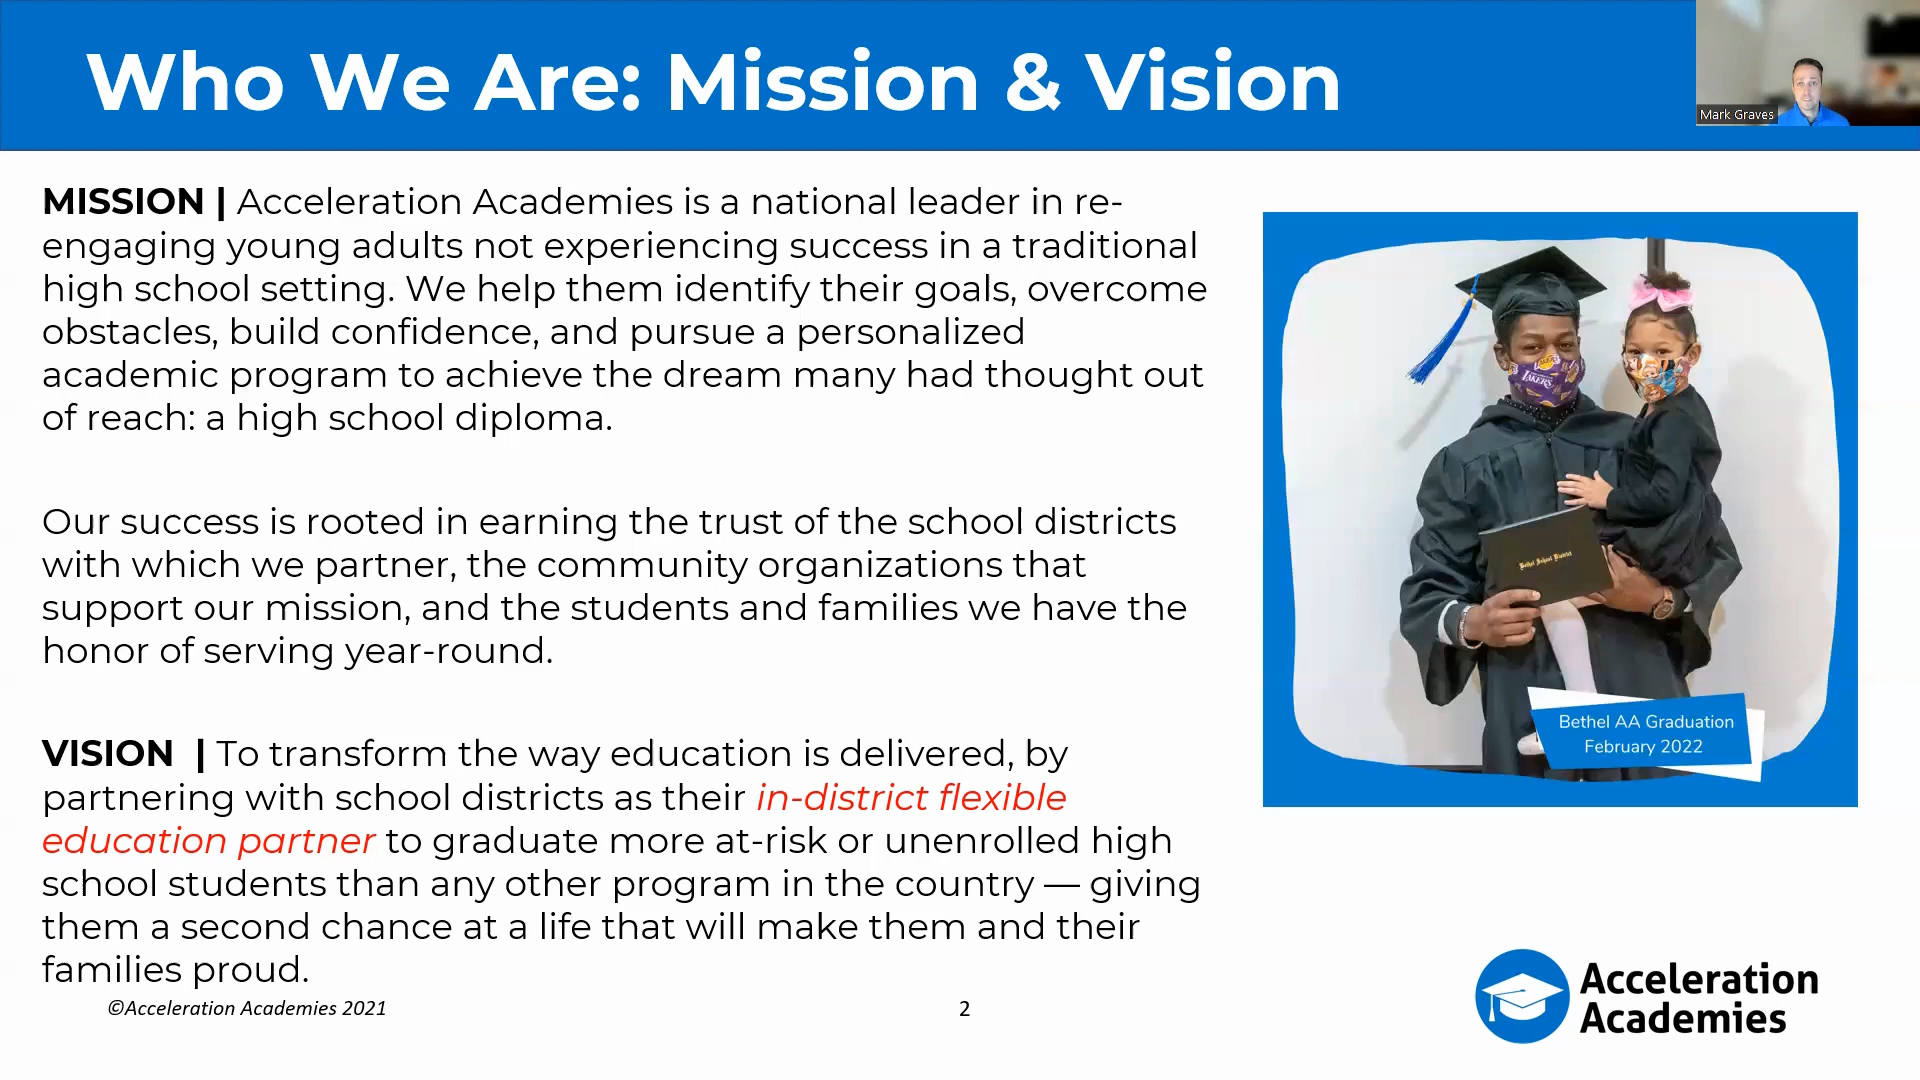 Who We Are: Mission & Vision
Mark Graves
MISSION | Acceleration Academies is a national leader in re-
engaging young adults not experiencing success in a traditional
high school setting. We help them identify their goals, overcome
obstacles, build confidence, and pursue a personalized
academic program to achieve the dream many had thought out
of reach: a high school diploma.
Our success is rooted in earning the trust of the school districts
with which we partner, the community organizations that
support our mission, and the students and families we have the
honor of serving year-round.
VISION | To transform the way education is delivered, by
partnering with school districts as their in-district flexible
education partner to graduate more at-risk or unenrolled high
school students than any other program in the country — giving
them a second chance at a life that will make them and their
families proud.
LAKERS
Bethel School District
Bethel AA Graduation
February 2022
©Acceleration Academies 2021
2
Acceleration
Academies